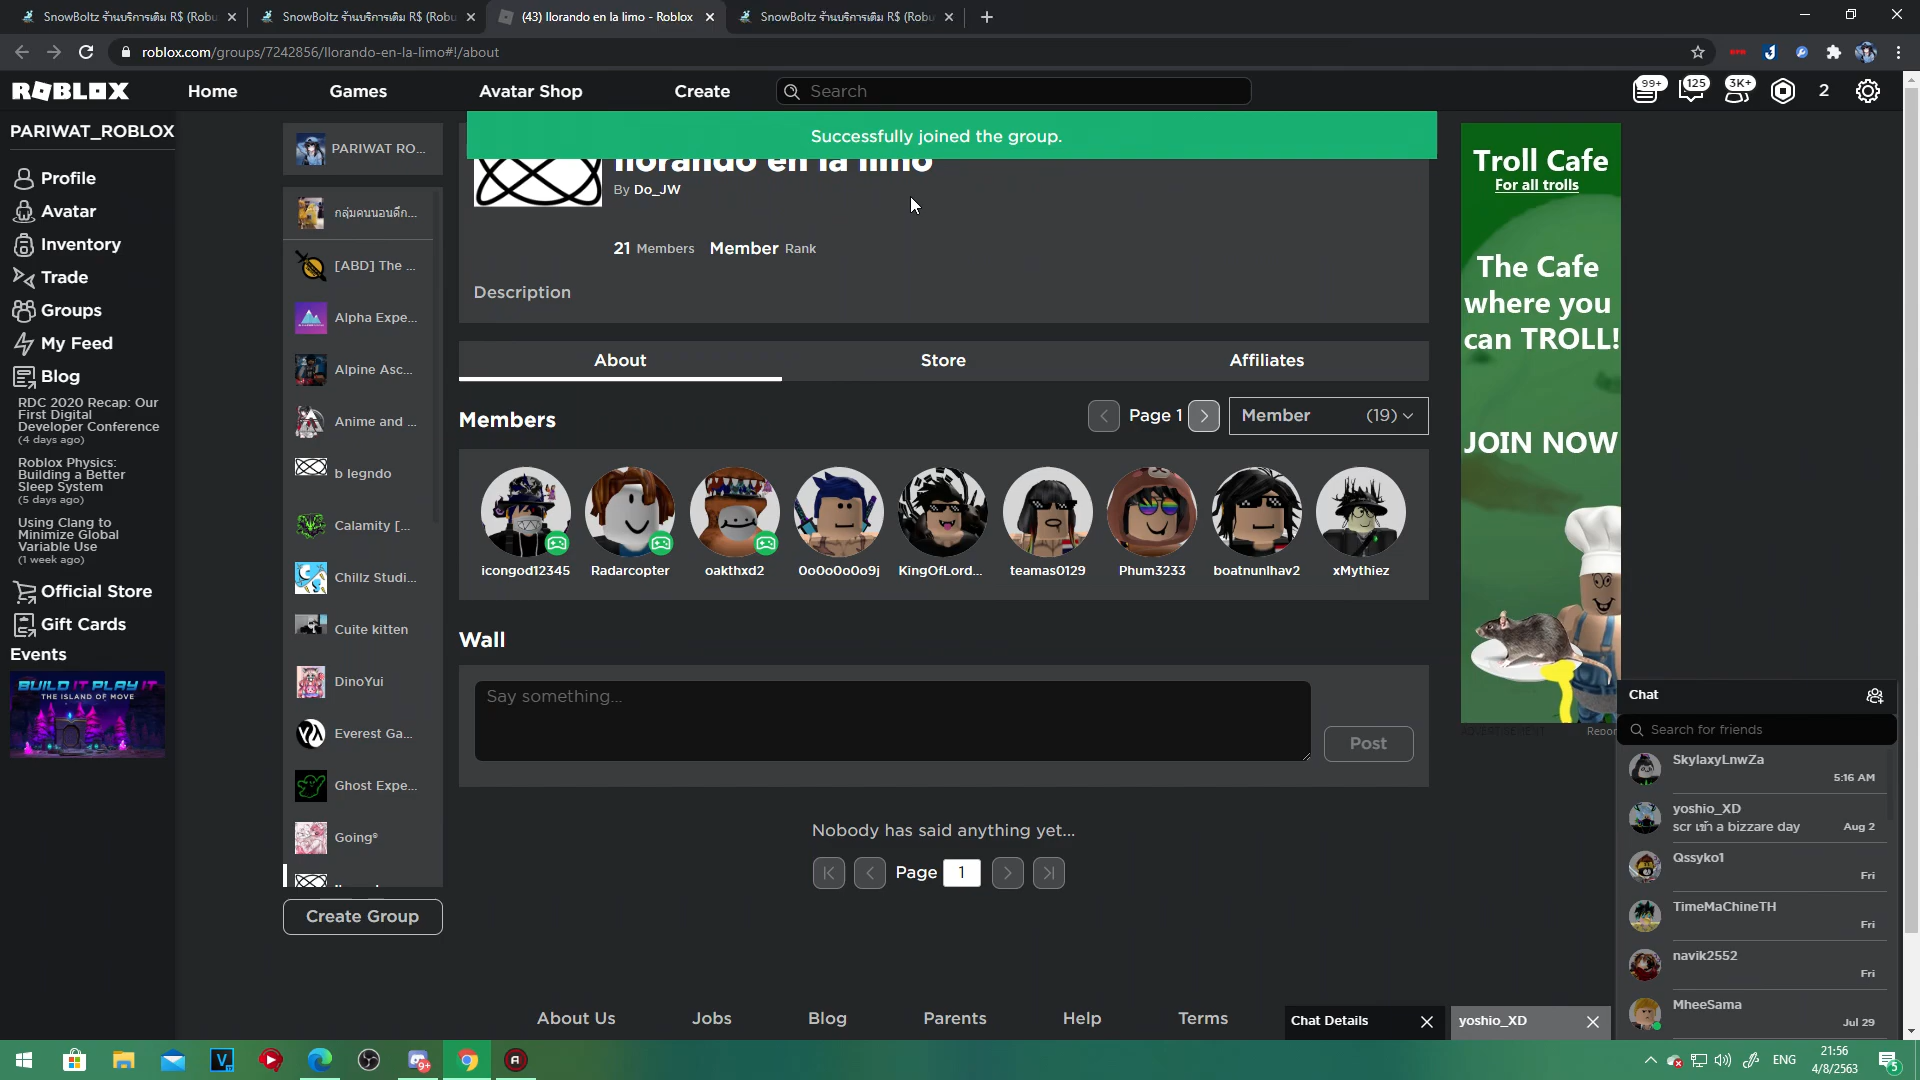 SnowBoltz ร้านบริการเติม R$ (Robu
SnowBoltz ร้านบริการเติม R$ (Robu
(43) llorando en la limo - Roblox
SnowBoltz ร้านบริการเติม R$ (Robu
roblox.com/groups/7242856/llorando-en-la-limo#!/about
ROBLOX
Home
Games
Avatar Shop
Create
Search
99+
125
3K+
2
PARIWAT_ROBLOX
Profile
Avatar
Inventory
Trade
Groups
My Feed
Blog
RDC 2020 Recap: Our
First Digital
Developer Conference
(4 days ago)
Roblox Physics:
Building a Better
Sleep System
(5 days ago)
Using Clang to
Minimize Global
Variable Use
(1 week ago)
Official Store
Gift Cards
Events
BUILD IT PLAY IT
THE ISLAND OF MOVE
PARIWAT RO...
กลุ่มคนนอนดึก...
[ABD] The ...
Alpha Expe...
Alpine Asc...
Anime and ...
b legndo
Calamity [...
Chillz Studi...
Cuite kitten
DinoYui
Everest Ga...
Ghost Expe...
Going®
Create Group
Successfully joined the group.
llorando en la limo
By Do_JW
21 Members Member Rank
Description
About
Store
Affiliates
Members
Page 1
Member (19)
icongod12345
Radarcopter
oakthxd2
0o0o0o0o9j
KingOfLord...
teamas0129
Phum3233
boatnunlhav2
xMythiez
Wall
Say something...
Post
Nobody has said anything yet...
Page 1
About Us
Jobs
Blog
Parents
Help
Terms
Troll Cafe
For all trolls
The Cafe
where you
can TROLL!
JOIN NOW
ADVERTISEMENT
Repor
Chat
Search for friends
SkylaxyLnwZa
5:16 AM
yoshio_XD
scr เข้า a bizzare day
Aug 2
Qssyko1
Fri
TimeMaChineTH
Fri
navik2552
Fri
MheeSama
Jul 29
Chat Details
yoshio_XD
9+
ENG
21:56
4/8/2563
5